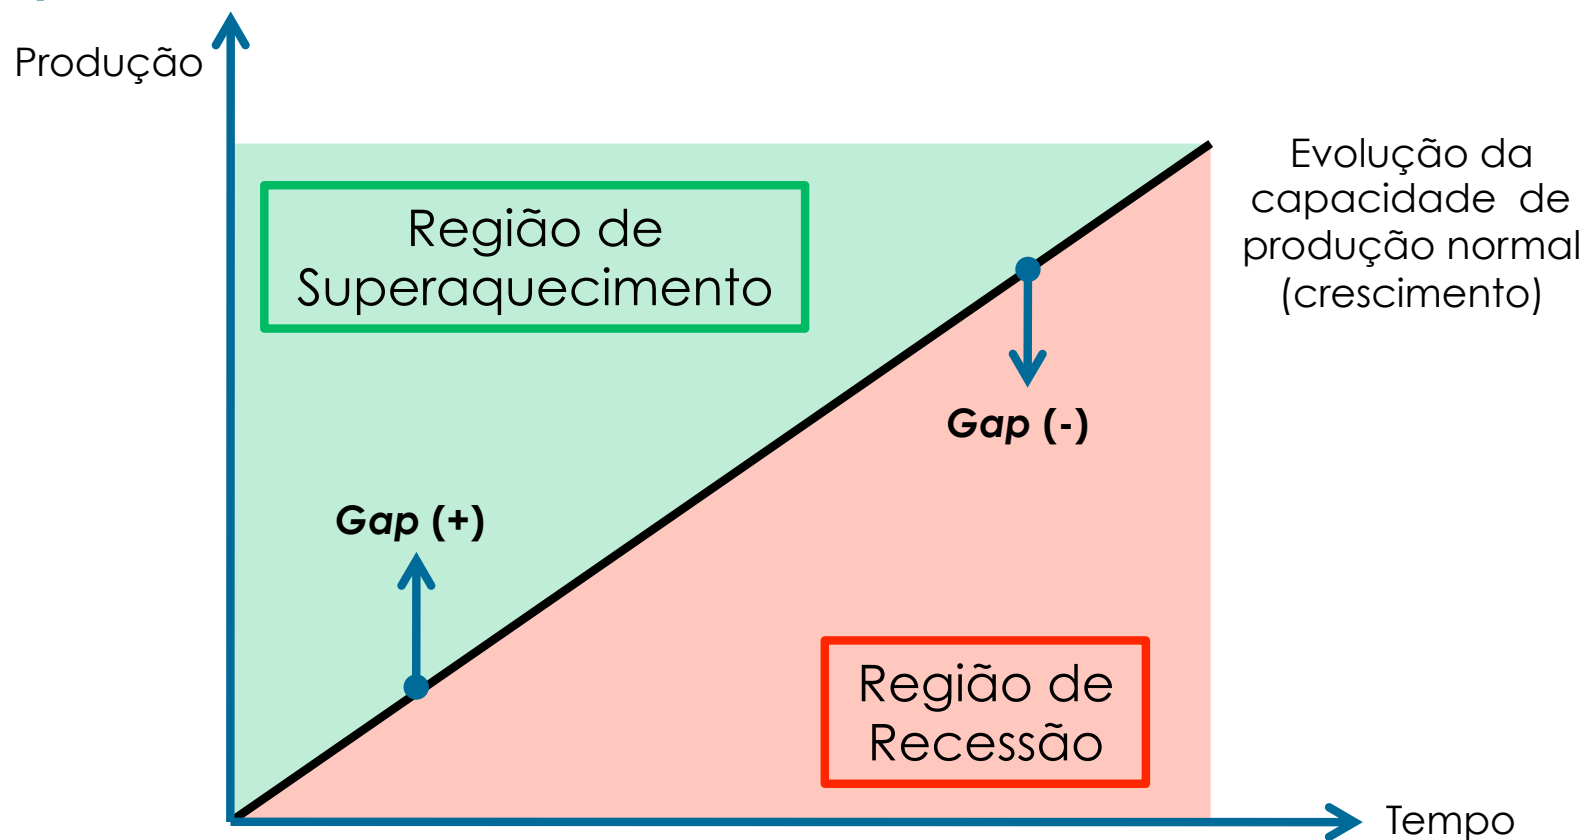 Produção
Evolução da
capacidade de
produção normal
(crescimento)
Região de
Superaquecimento
Gap (-)
Gap (+)
Região de
Recessão
Tempo